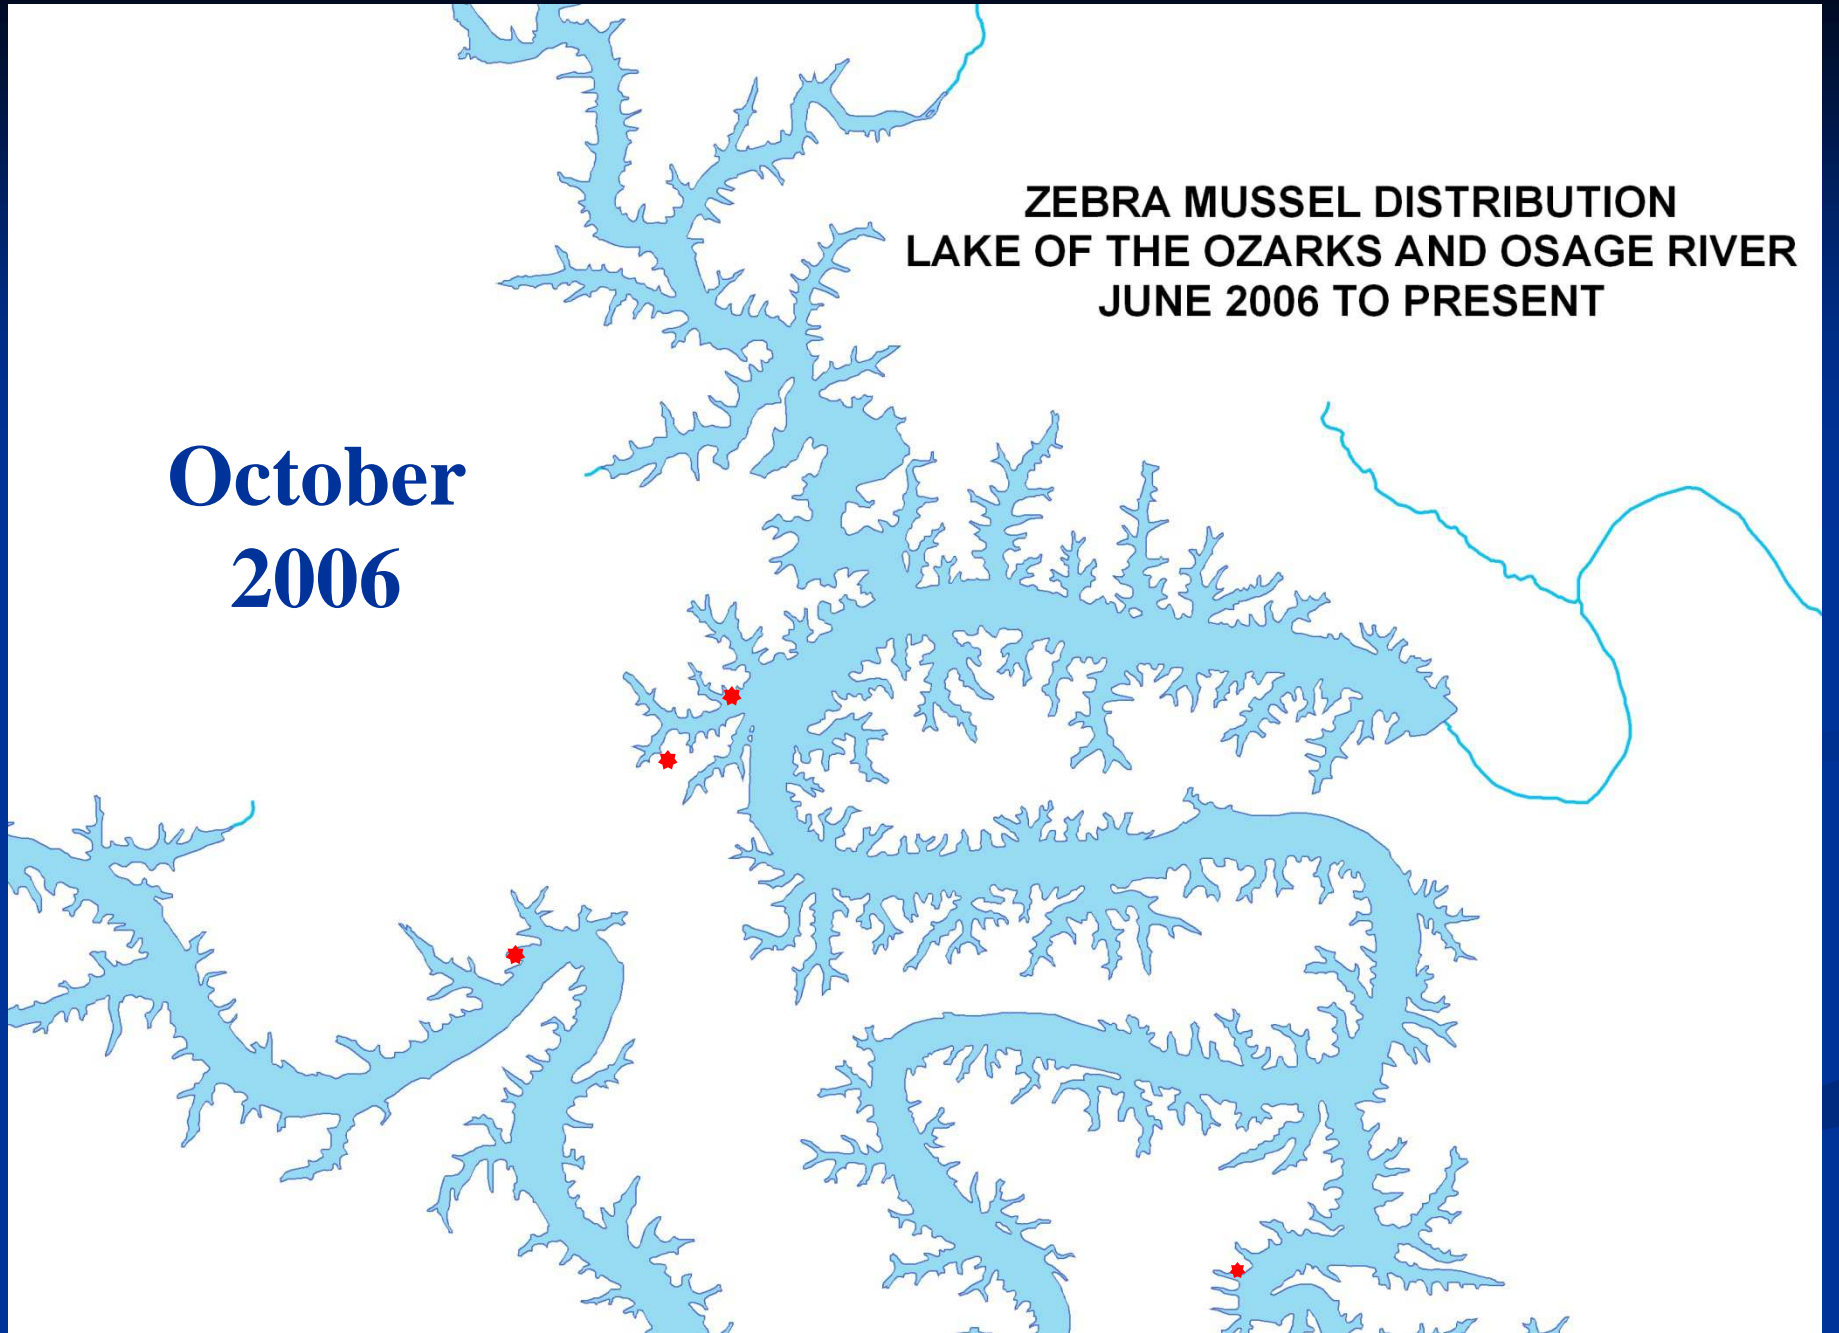 ZEBRA MUSSEL DISTRIBUTION
LAKE OF THE OZARKS AND OSAGE RIVER
JUNE 2006 TO PRESENT
October
2006